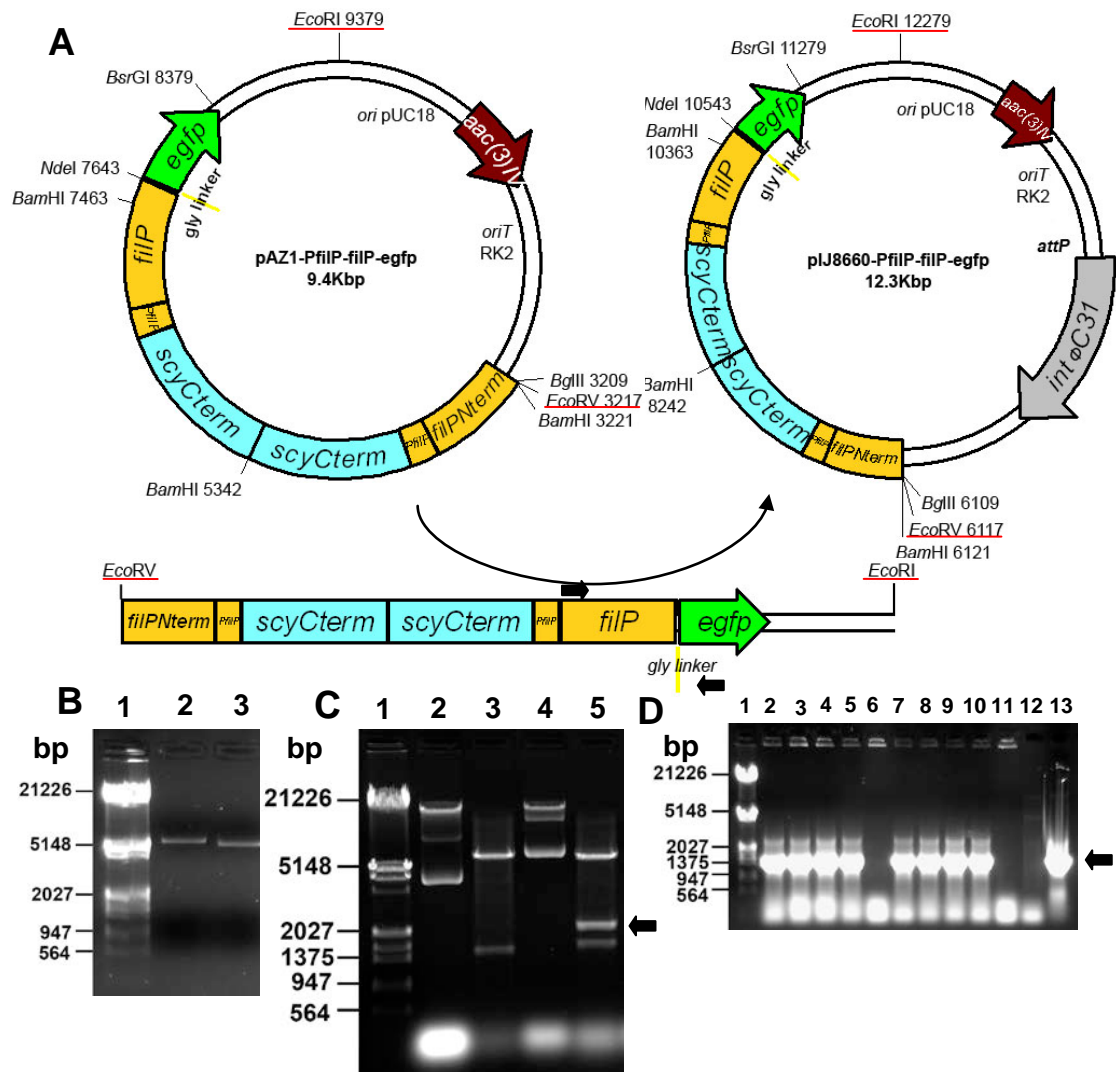 A
EcoRI 9379
BsrGI 8379
ori pUC18
aac(3)IV
egfp
NdeI 7643
BamHI 7463
gly linker
filP
oriT
RK2
pAZ1-PfilP-filP-egfp
9.4Kbp
PfilP
scyCterm
scyCterm
PfilP
filPNterm
BglII 3209
EcoRV 3217
BamHI 3221
BamHI 5342
EcoRI 12279
BsrGI 11279
ori pUC18
aac(3)IV
NdeI 10543
egfp
BamHI
10363
gly linker
filP
oriT
RK2
attP
pIJ8660-PfilP-filP-egfp
12.3Kbp
PfilP
scyCterm
scyCterm
BamHI
8242
int φC31
PfilP
filPNterm
BglII 6109
EcoRV 6117
BamHI 6121
EcoRV
EcoRI
filPNterm
PfilP
scyCterm
scyCterm
PfilP
filP
egfp
gly linker
B
1 2 3
bp
21226
5148
2027
947
564
C
1 2 3 4 5
bp
21226
5148
2027
1375
947
564
D
1 2 3 4 5 6 7 8 9 10 11 12 13
bp
21226
5148
2027
1375
947
564